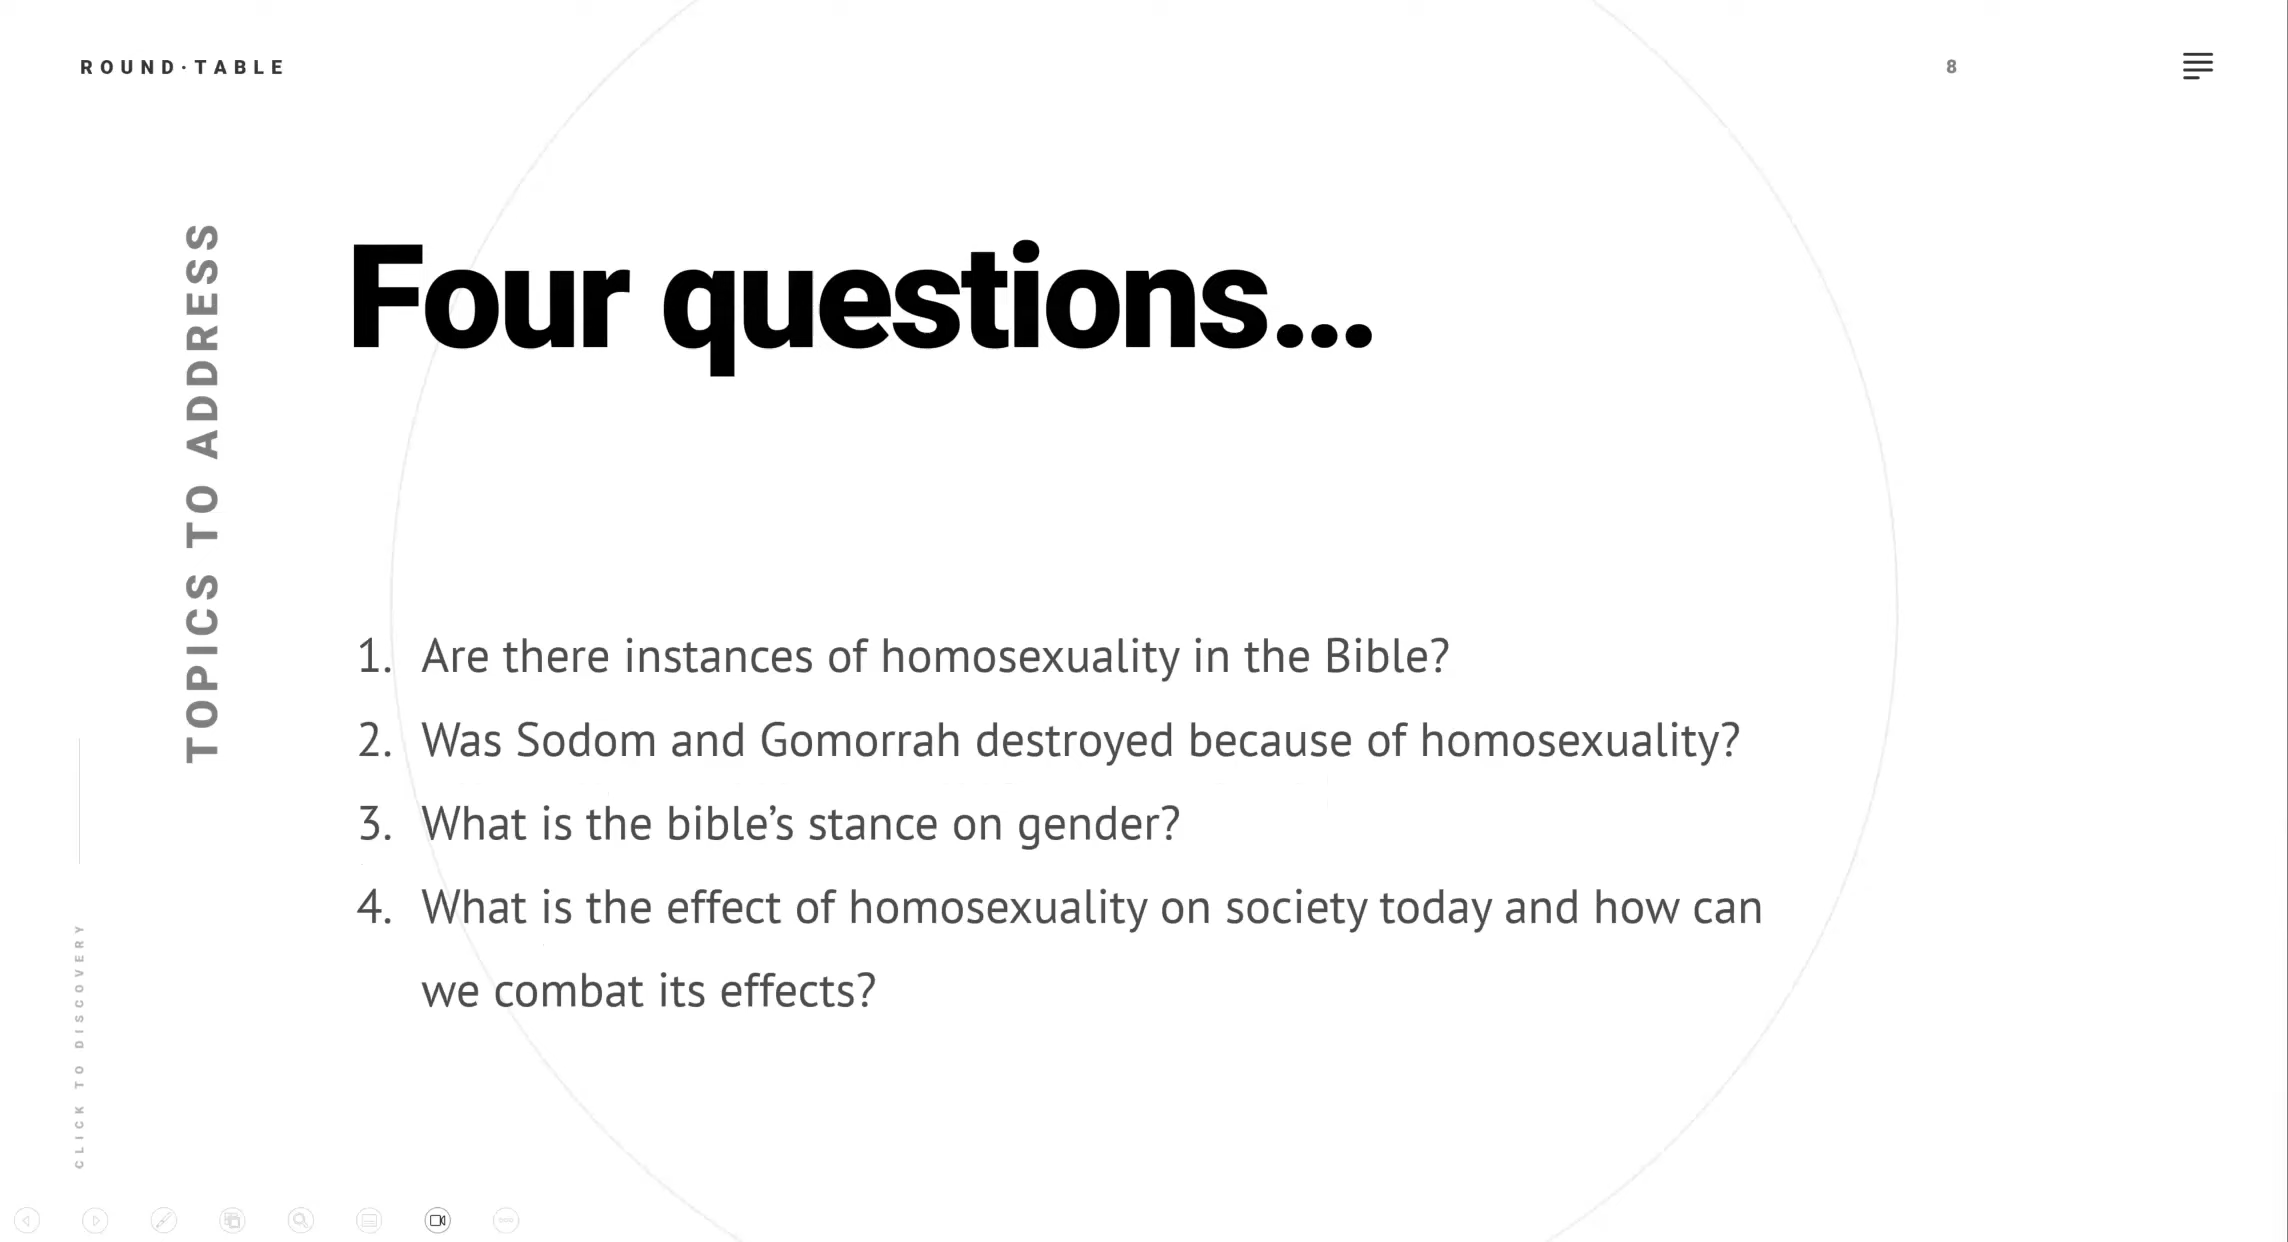 ROUND·TABLE
8
TOPICS TO ADDRESS
Four questions...
1. Are there instances of homosexuality in the Bible?
2. Was Sodom and Gomorrah destroyed because of homosexuality?
3. What is the bible’s stance on gender?
4. What is the effect of homosexuality on society today and how can
we combat its effects?
CLICK TO DISCOVERY